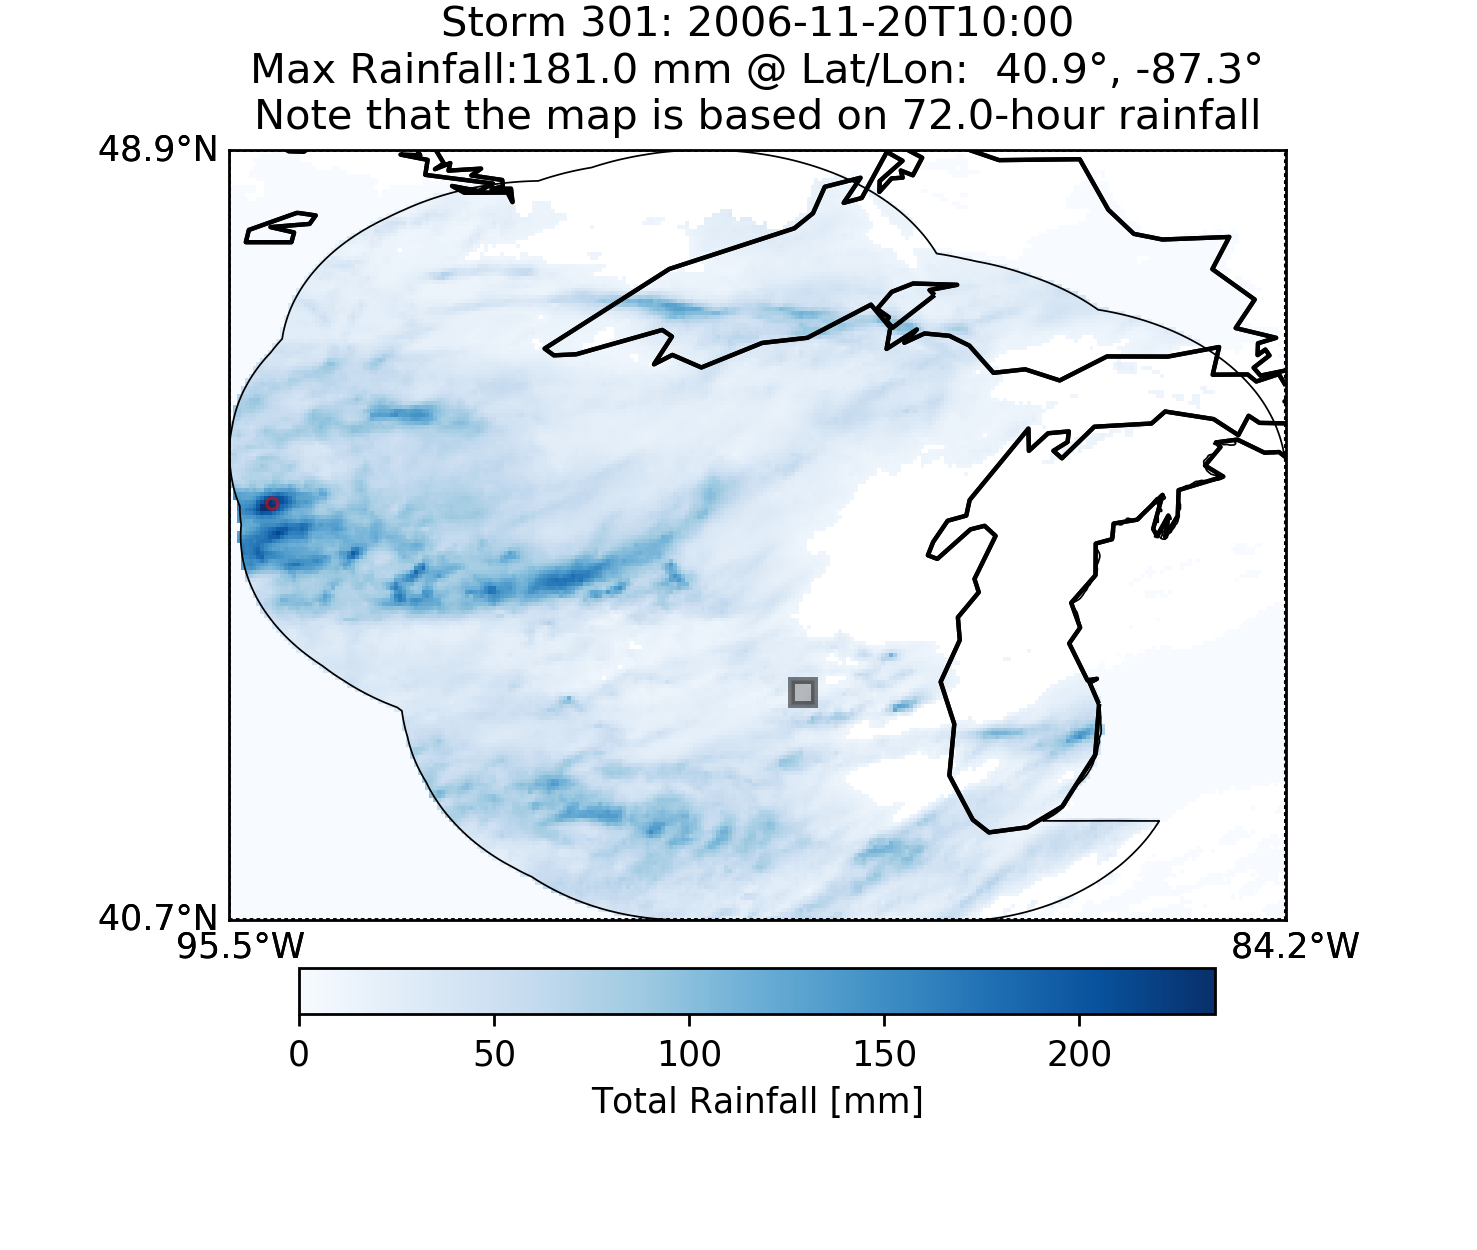 Storm 301: 2006-11-20T10:00
Max Rainfall:181.0 mm @ Lat/Lon:  40.9°, -87.3°
Note that the map is based on 72.0-hour rainfall
48.9°N
40.7°N
95.5°W 84.2°W
0 50 100 150 200
Total Rainfall [mm]